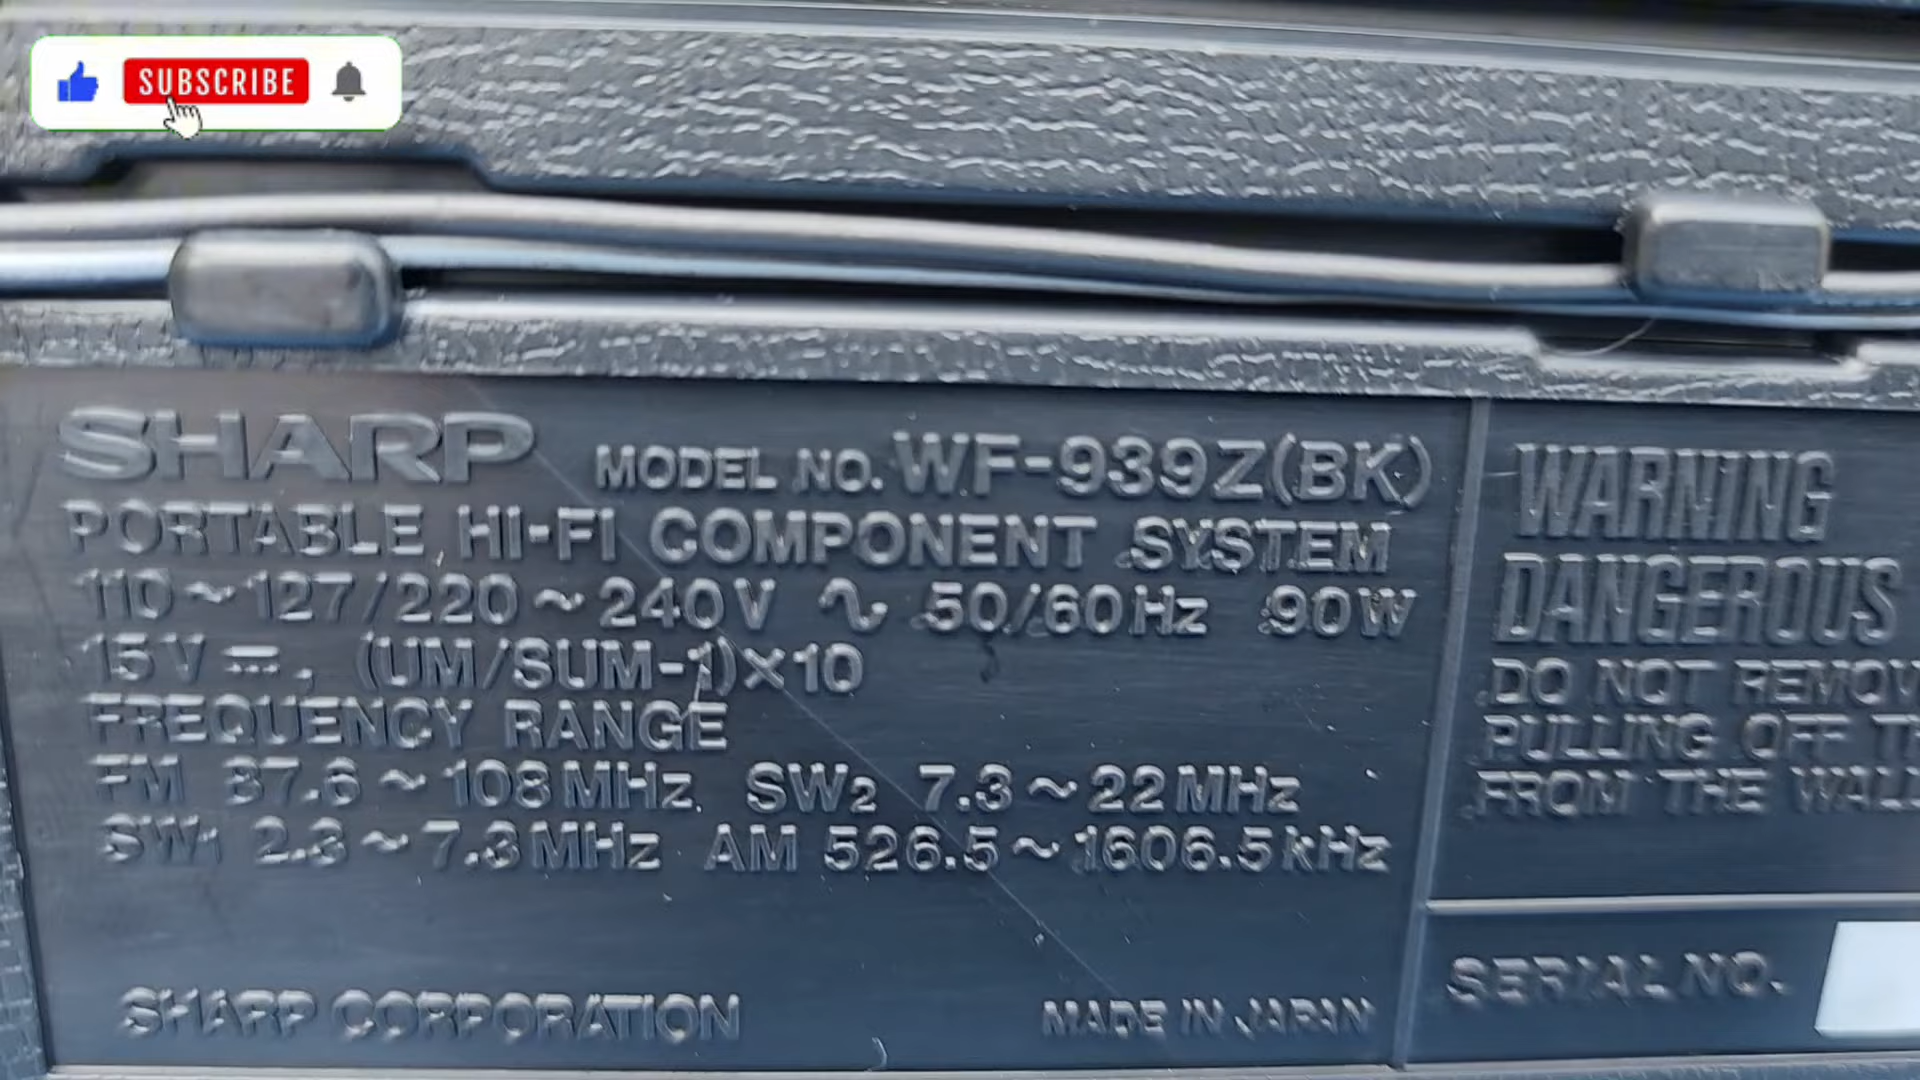 SUBSCRIBE
SHARP MODEL NO. WF-939Z(BK)
PORTABLE HI-FI COMPONENT SYSTEM
110~127/220~240V ∿ 50/60Hz 90W
15V ⎓, (UM/SUM-1)×10
FREQUENCY RANGE
FM 87.6~108MHz, SW2 7.3~22MHz
SW1 2.3~7.3MHz AM 526.5~1606.5kHz
SHARP CORPORATION MADE IN JAPAN
WARNING
DANGEROUS
DO NOT REMOV
PULLING OFF TH
FROM THE WALL
SERIAL NO.